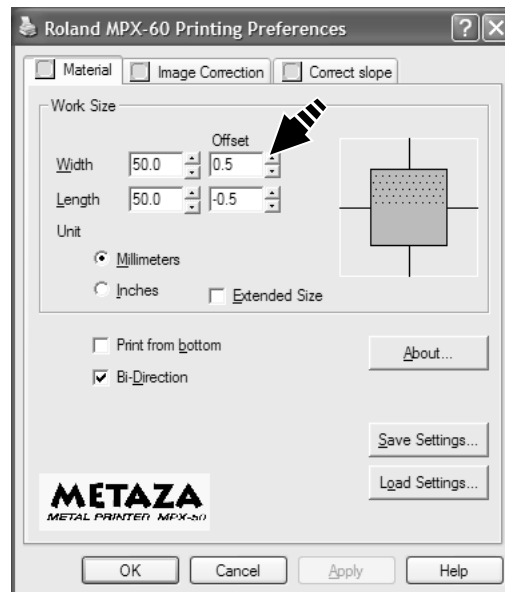 Roland MPX-60 Printing Preferences
Material Image Correction Correct slope
Work Size
Offset
Width 50.0 0.5
Length 50.0 -0.5
Unit
Millimeters
Inches Extended Size
Print from bottom About...
Bi-Direction
Save Settings...
Load Settings...
METAZA
METAL PRINTER MPX-60
OK Cancel Apply Help